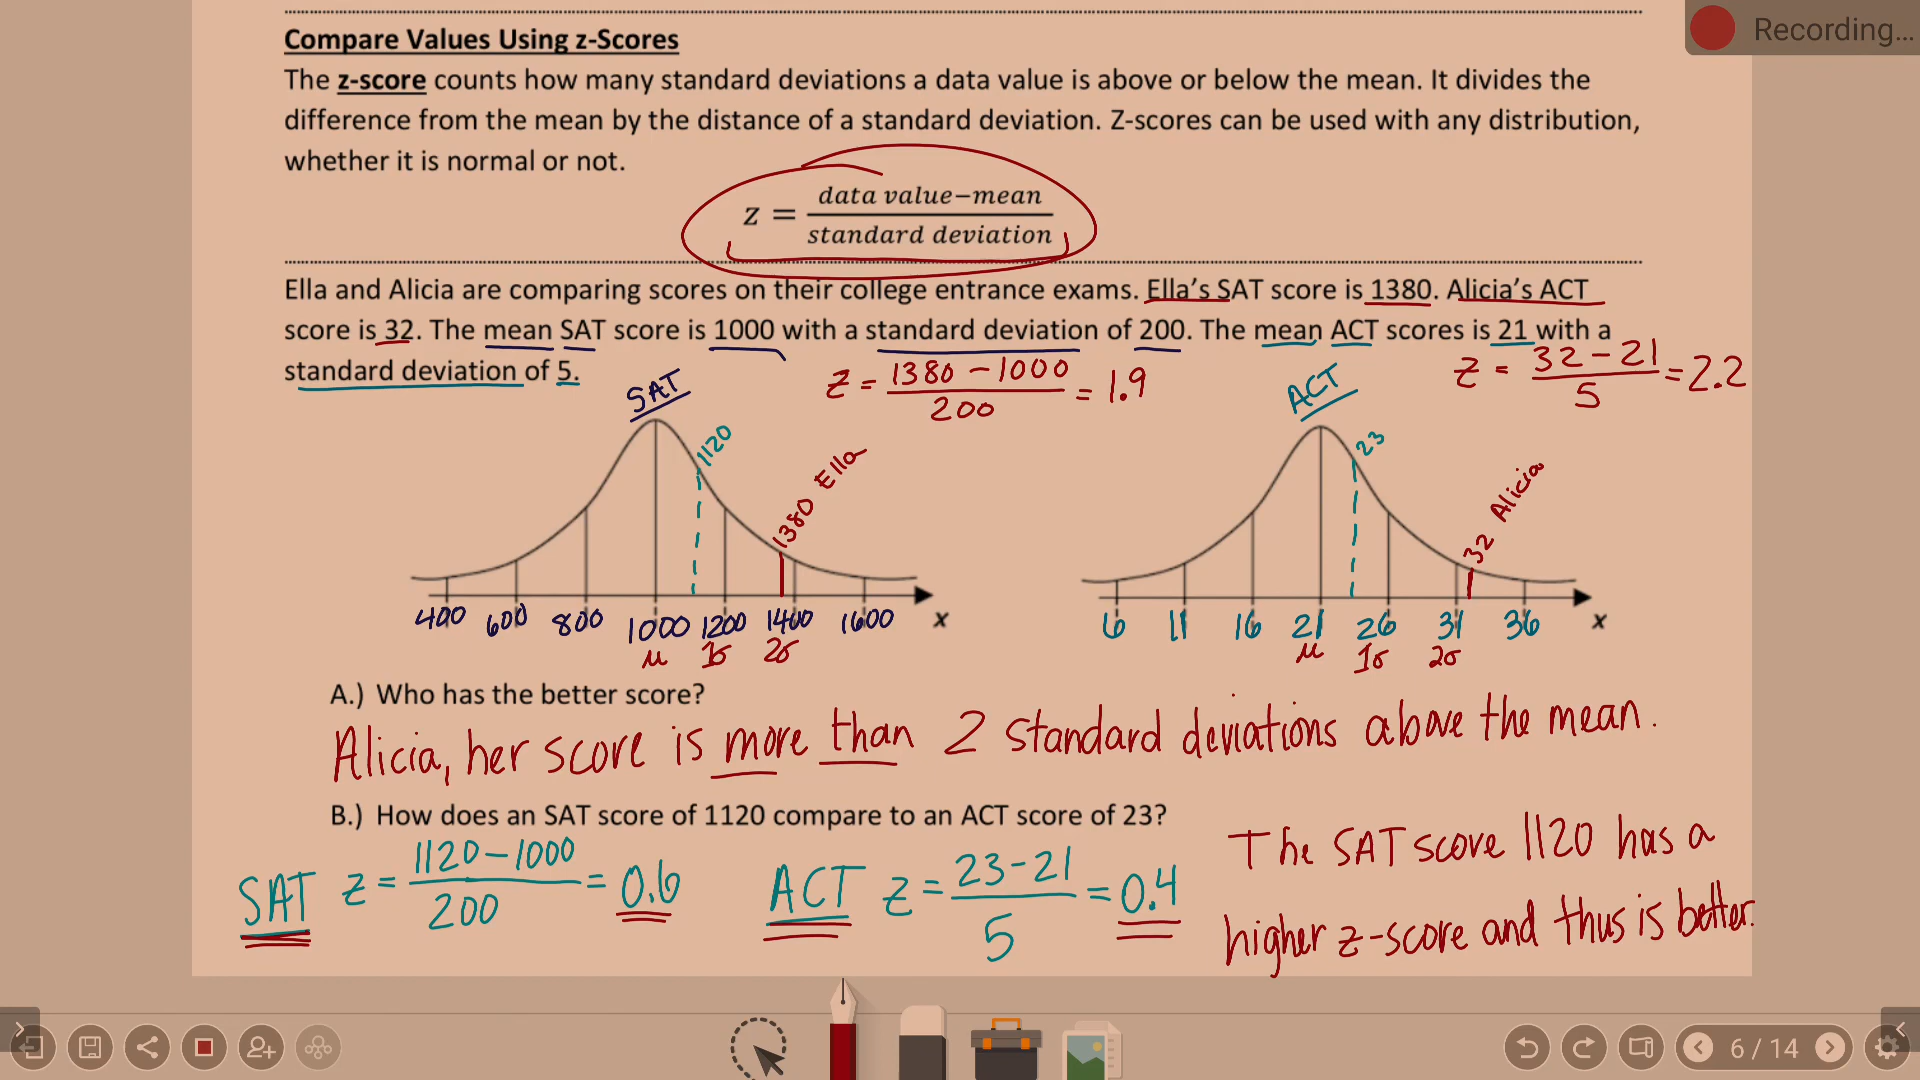 Recording...
Compare Values Using z-Scores
The z-score counts how many standard deviations a data value is above or below the mean. It divides the
difference from the mean by the distance of a standard deviation. Z-scores can be used with any distribution,
whether it is normal or not.
z = data value−mean / standard deviation
Ella and Alicia are comparing scores on their college entrance exams. Ella's SAT score is 1380. Alicia's ACT
score is 32. The mean SAT score is 1000 with a standard deviation of 200. The mean ACT scores is 21 with a
standard deviation of 5.
SAT
z = 1380 - 1000 / 200 = 1.9
ACT
z = 32 - 21 / 5 = 2.2
1120
1380 Ella
23
32 Alicia
400 600 800 1000 1200 1400 1600 x
μ 1σ 2σ
6 11 16 21 26 31 36 x
μ 1σ 2σ
A.) Who has the better score?
Alicia, her score is more than 2 standard deviations above the mean.
B.) How does an SAT score of 1120 compare to an ACT score of 23?
SAT z = 1120-1000 / 200 = 0.6
ACT z = 23-21 / 5 = 0.4
The SAT score 1120 has a
higher z-score and thus is better.
6 / 14